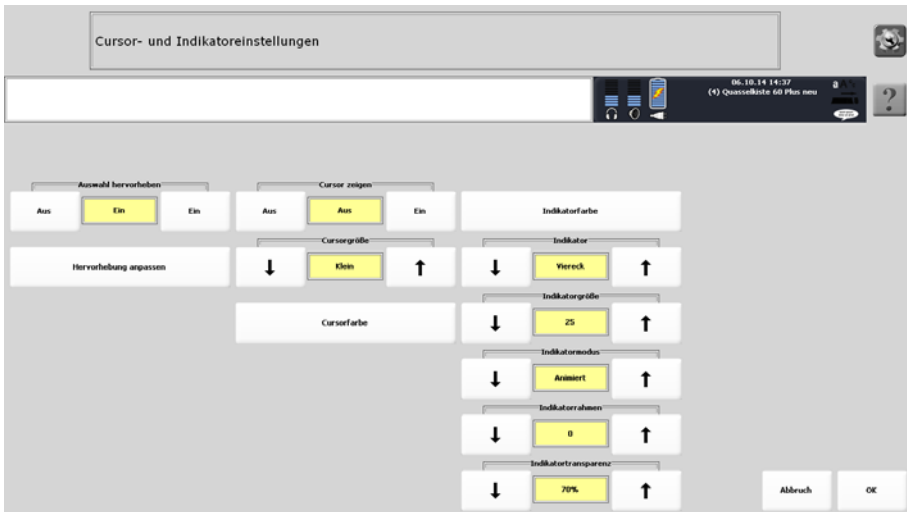 Cursor- und Indikatoreinstellungen
06.10.14 14:37
(4) Quasselkiste 60 Plus neu
?
Auswahl hervorheben
Aus Ein Ein
Cursor zeigen
Aus Aus Ein
Indikatorfarbe
Hervorhebung anpassen
Cursorgröße
Klein
Indikator
Viereck
Cursorfarbe
Indikatorgröße
25
Indikatormodus
Animiert
Indikatorrahmen
0
Indikatortransparenz
70%
Abbruch
OK